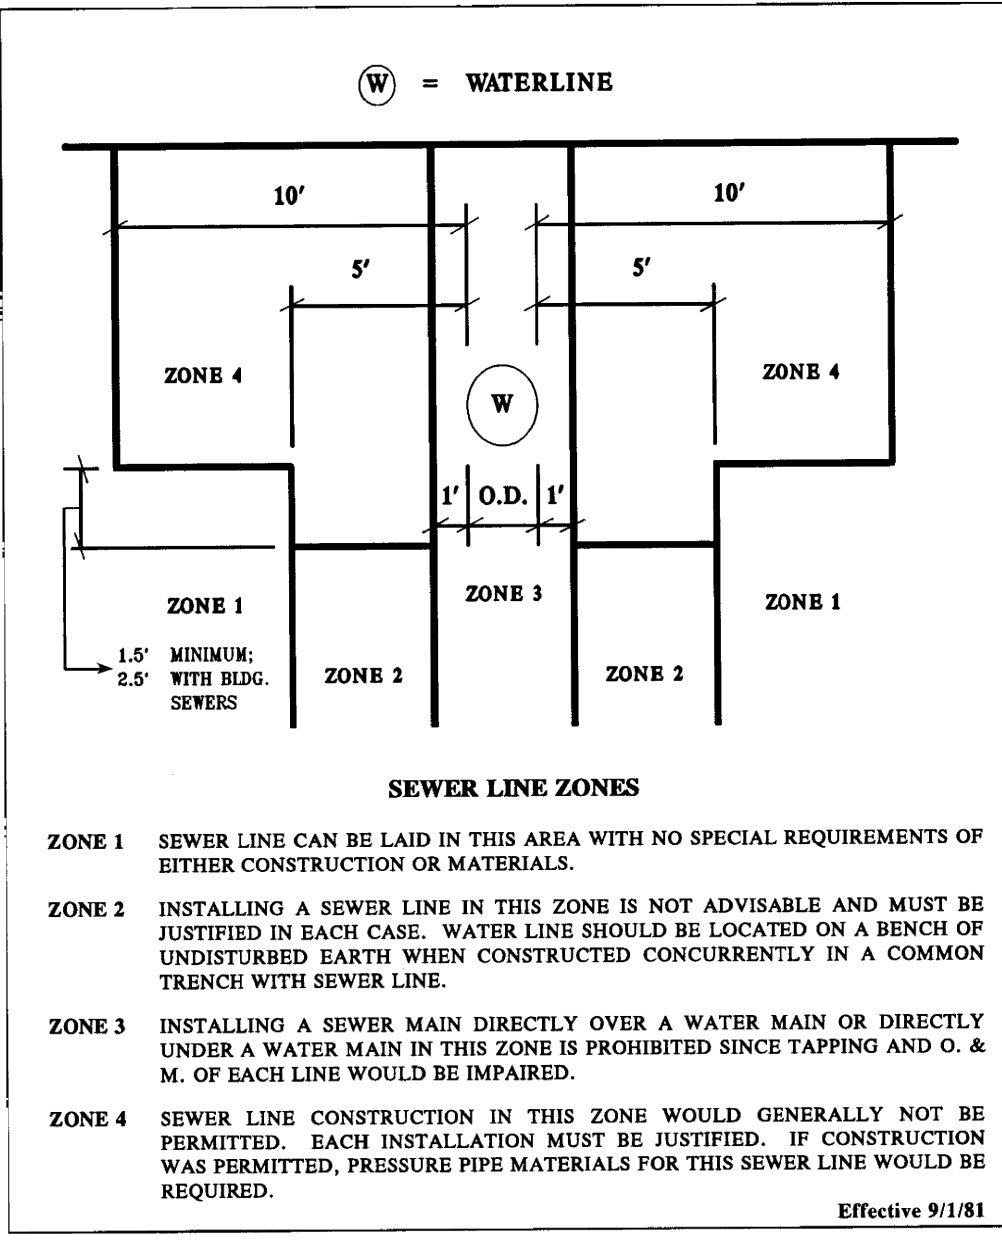 W = WATERLINE
10' 10'
5' 5'
ZONE 4 ZONE 4
W
1' O.D. 1'
ZONE 3
ZONE 1 ZONE 1
1.5' MINIMUM;
2.5' WITH BLDG.
SEWERS
ZONE 2 ZONE 2
SEWER LINE ZONES
ZONE 1 SEWER LINE CAN BE LAID IN THIS AREA WITH NO SPECIAL REQUIREMENTS OF
EITHER CONSTRUCTION OR MATERIALS.
ZONE 2 INSTALLING A SEWER LINE IN THIS ZONE IS NOT ADVISABLE AND MUST BE
JUSTIFIED IN EACH CASE. WATER LINE SHOULD BE LOCATED ON A BENCH OF
UNDISTURBED EARTH WHEN CONSTRUCTED CONCURRENTLY IN A COMMON
TRENCH WITH SEWER LINE.
ZONE 3 INSTALLING A SEWER MAIN DIRECTLY OVER A WATER MAIN OR DIRECTLY
UNDER A WATER MAIN IN THIS ZONE IS PROHIBITED SINCE TAPPING AND O. &
M. OF EACH LINE WOULD BE IMPAIRED.
ZONE 4 SEWER LINE CONSTRUCTION IN THIS ZONE WOULD GENERALLY NOT BE
PERMITTED. EACH INSTALLATION MUST BE JUSTIFIED. IF CONSTRUCTION
WAS PERMITTED, PRESSURE PIPE MATERIALS FOR THIS SEWER LINE WOULD BE
REQUIRED.
Effective 9/1/81